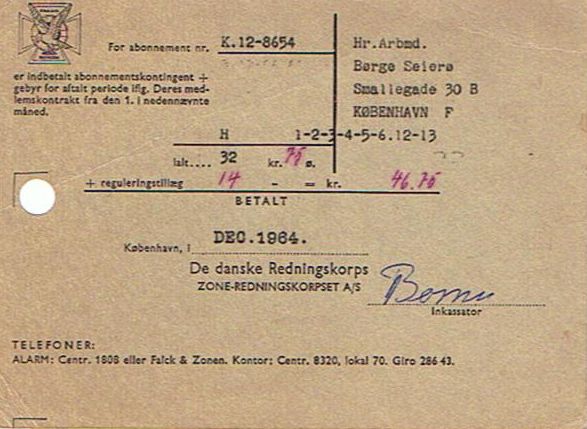 For abonnement nr. K.12-8654
er indbetalt abonnementskontingent +
gebyr for aftalt periode iflg. Deres med-
lemskontrakt fra den 1. i nedennævnte
måned.
Hr.Arbmd.
Børge Seierø
Smallegade 30 B
KØBENHAVN F
H 1-2-3-4-5-6.12-13
Ialt.... 32 kr. 75 ø.
+ reguleringstillæg 14 - = kr. 46.75
BETALT
København, i DEC.1964.
De danske Redningskorps
ZONE-REDNINGSKORPSET A/S
Inkassator
TELEFONER:
ALARM: Centr. 1808 eller Falck & Zonen. Kontor: Centr. 8320, lokal 70. Giro 286 43.